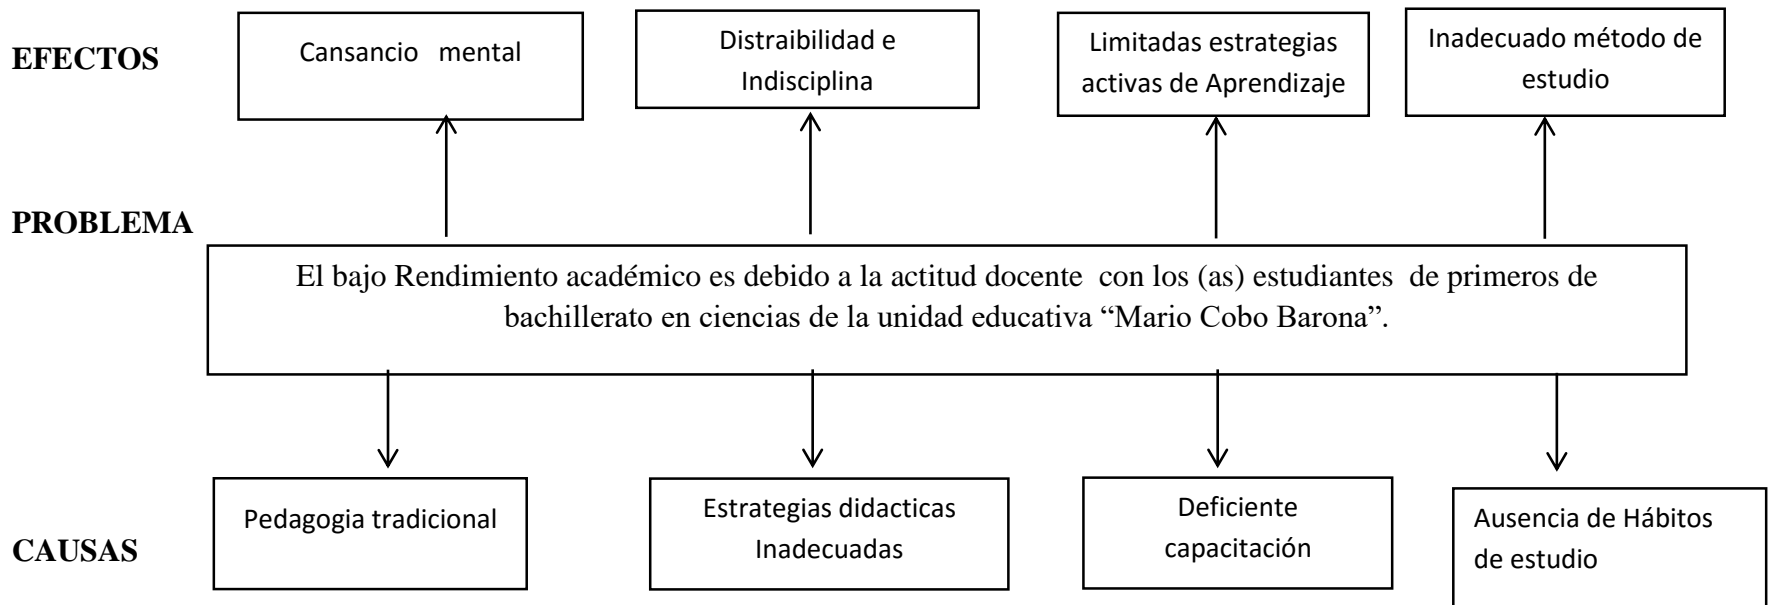 EFECTOS
Cansancio mental
Distraibilidad e
Indisciplina
Limitadas estrategias
activas de Aprendizaje
Inadecuado método de
estudio
PROBLEMA
El bajo Rendimiento académico es debido a la actitud docente con los (as) estudiantes de primeros de
bachillerato en ciencias de la unidad educativa “Mario Cobo Barona”.
CAUSAS
Pedagogia tradicional
Estrategias didacticas
Inadecuadas
Deficiente
capacitación
Ausencia de Hábitos
de estudio